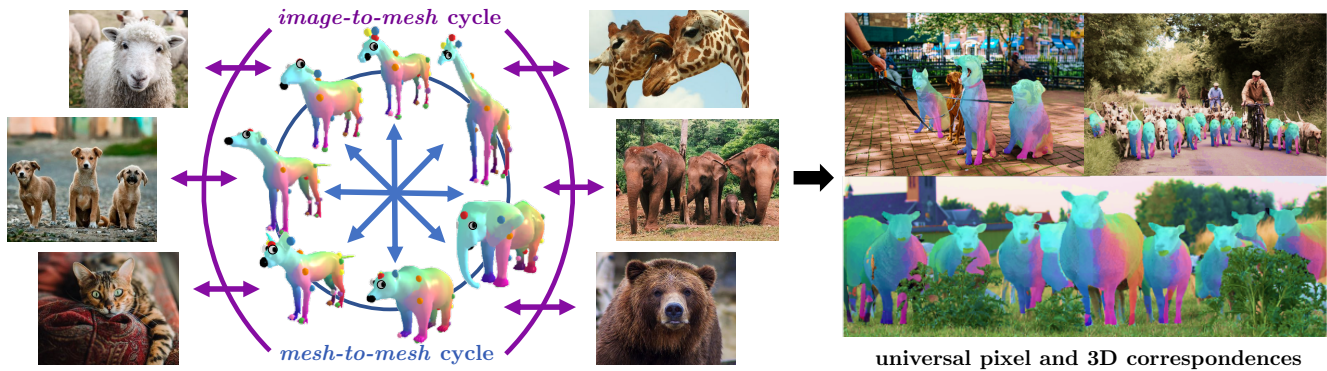 image-to-mesh cycle
mesh-to-mesh cycle
universal pixel and 3D correspondences